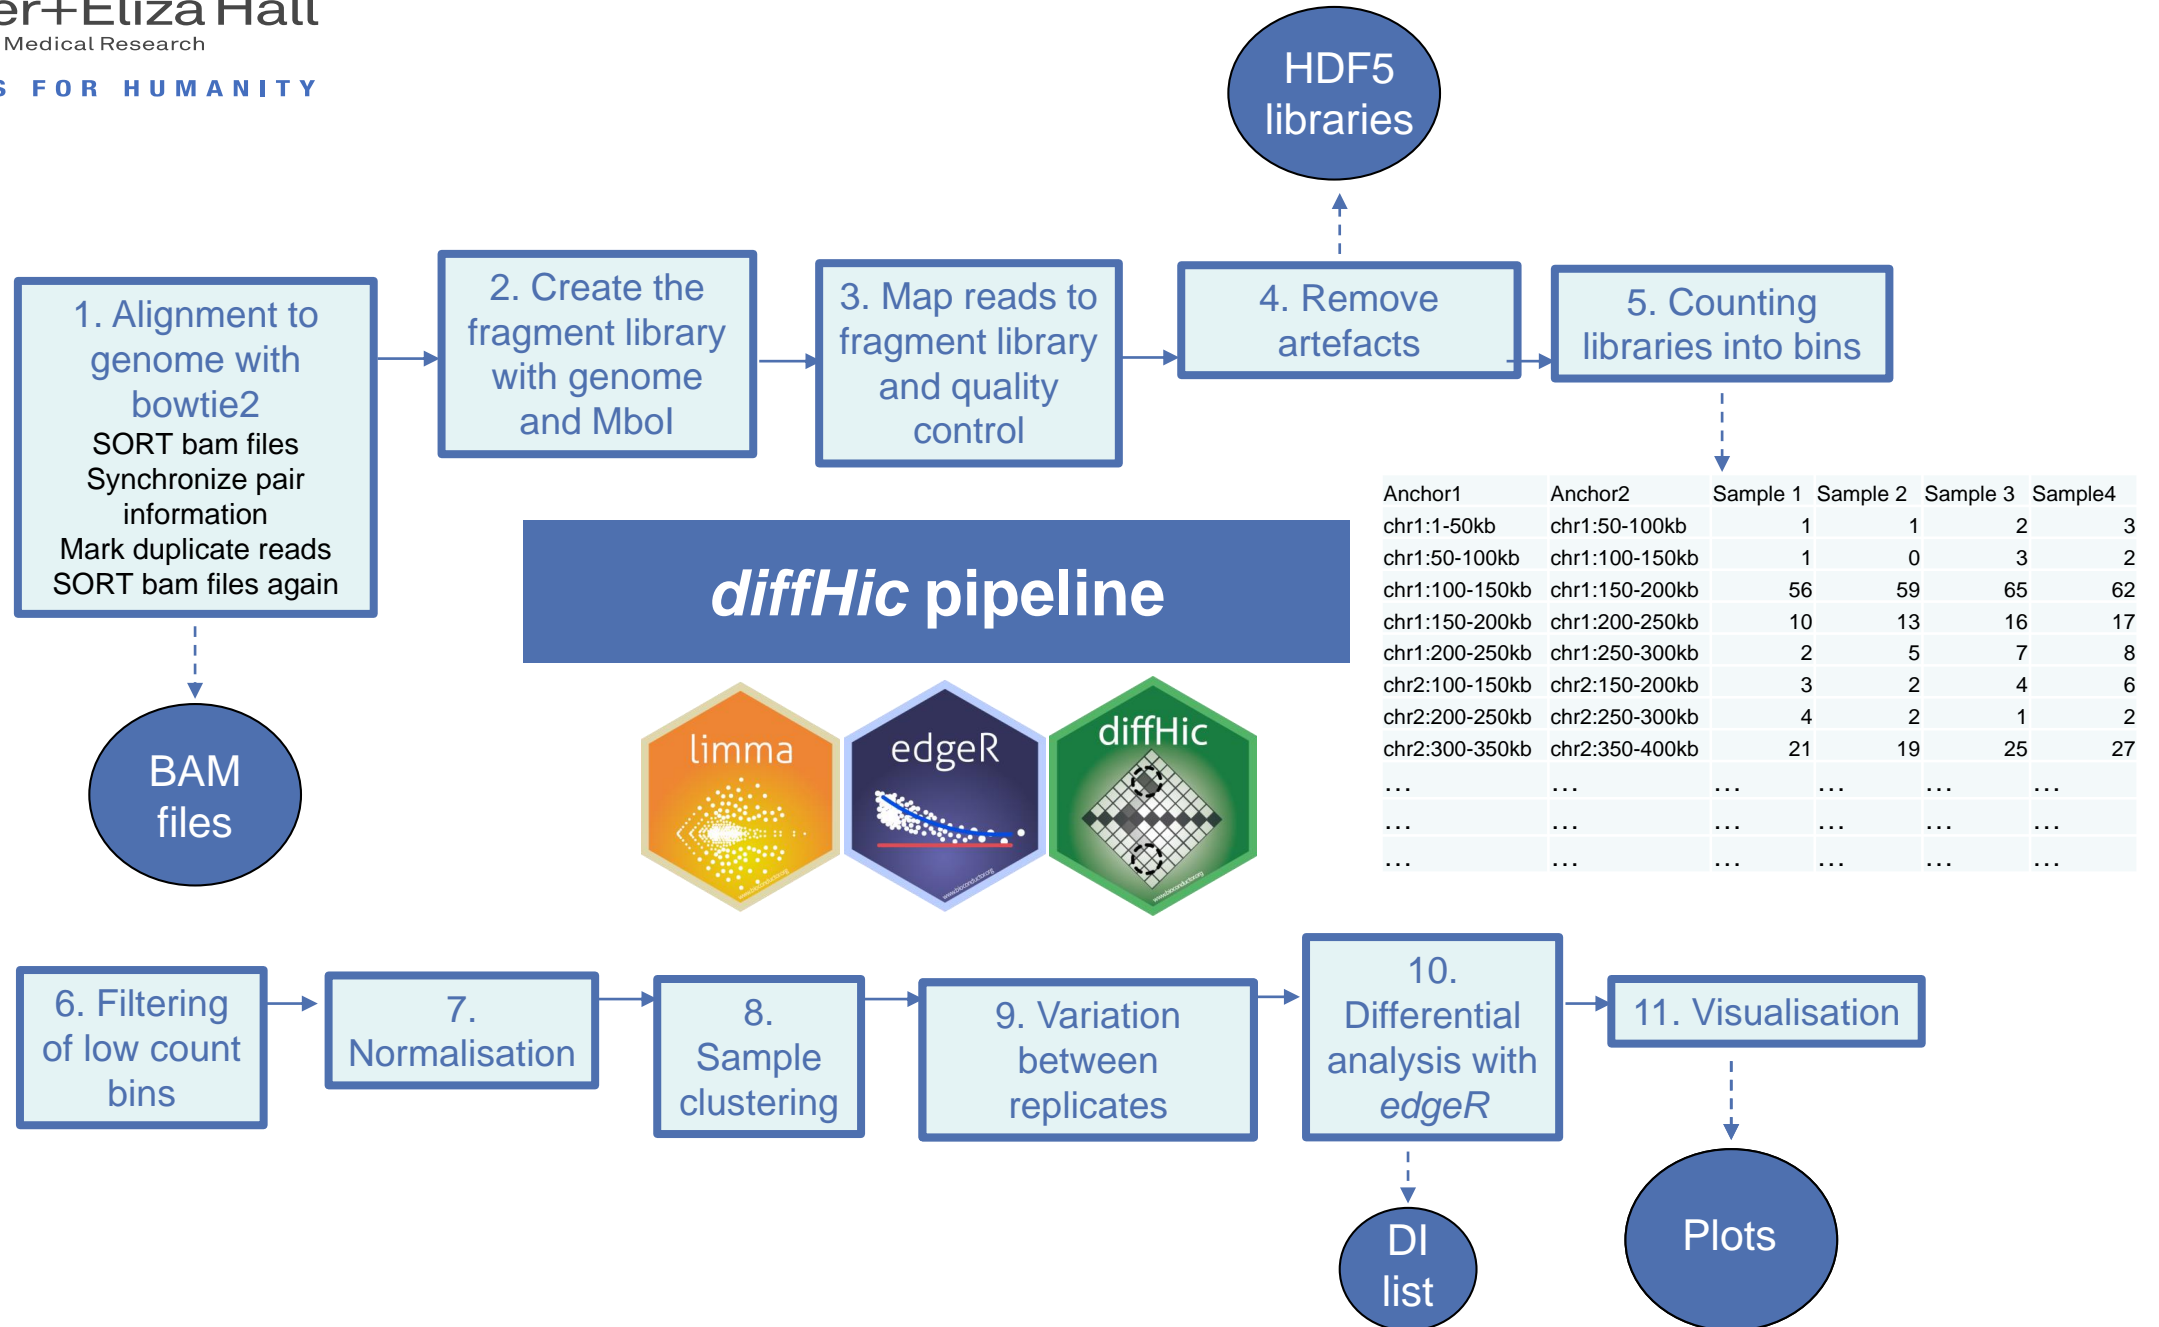 Eliza Hall
Medical Research
FOR HUMANITY
HDF5
libraries
1. Alignment to
genome with
bowtie2
SORT bam files
Synchronize pair
information
Mark duplicate reads
SORT bam files again
2. Create the
fragment library
with genome
and MboI
3. Map reads to
fragment library
and quality
control
4. Remove
artefacts
5. Counting
libraries into bins
BAM
files
diffHic pipeline
limma
www.bioconductor.org
edgeR
www.bioconductor.org
diffHic
www.bioconductor.org
Anchor1 Anchor2 Sample 1 Sample 2 Sample 3 Sample4
chr1:1-50kb chr1:50-100kb 1 1 2 3
chr1:50-100kb chr1:100-150kb 1 0 3 2
chr1:100-150kb chr1:150-200kb 56 59 65 62
chr1:150-200kb chr1:200-250kb 10 13 16 17
chr1:200-250kb chr1:250-300kb 2 5 7 8
chr2:100-150kb chr2:150-200kb 3 2 4 6
chr2:200-250kb chr2:250-300kb 4 2 1 2
chr2:300-350kb chr2:350-400kb 21 19 25 27
… … … … … …
… … … … … …
… … … … … …
6. Filtering
of low count
bins
7.
Normalisation
8.
Sample
clustering
9. Variation
between
replicates
10.
Differential
analysis with
edgeR
11. Visualisation
DI
list
Plots